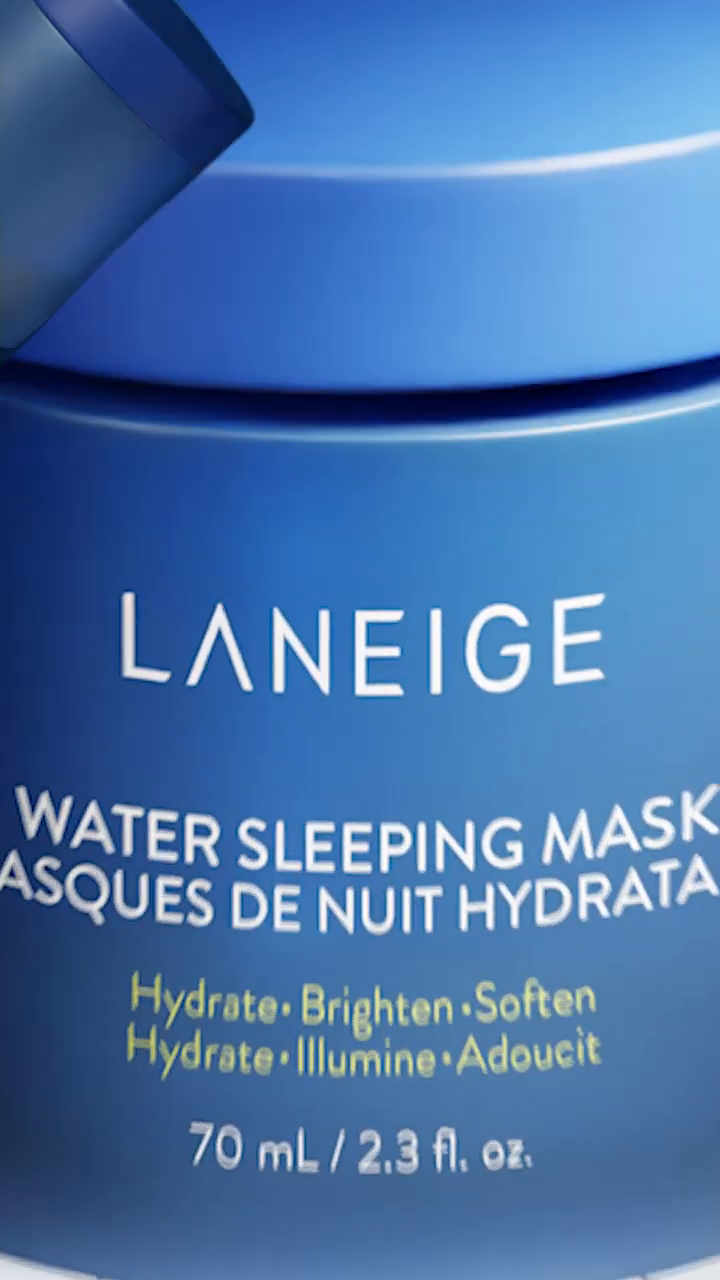 LANEIGE
WATER SLEEPING MASK
ASQUES DE NUIT HYDRATA
Hydrate • Brighten • Soften
Hydrate • Illumine • Adoucit
70 mL / 2.3 fl. oz.